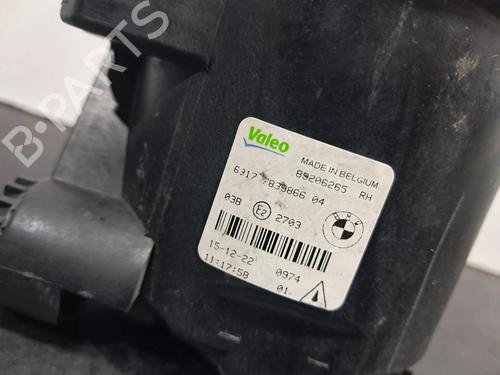 B-PARTS
Valeo
MADE IN BELGIUM
89206265 RH
6317 7839866 04
03B E2 2703
BMW
15-12-22 0974
11:17:58 01-